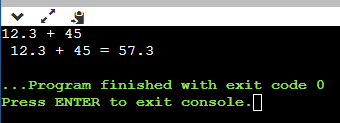 12.3 + 45
 12.3 + 45 = 57.3
...Program finished with exit code 0
Press ENTER to exit console.